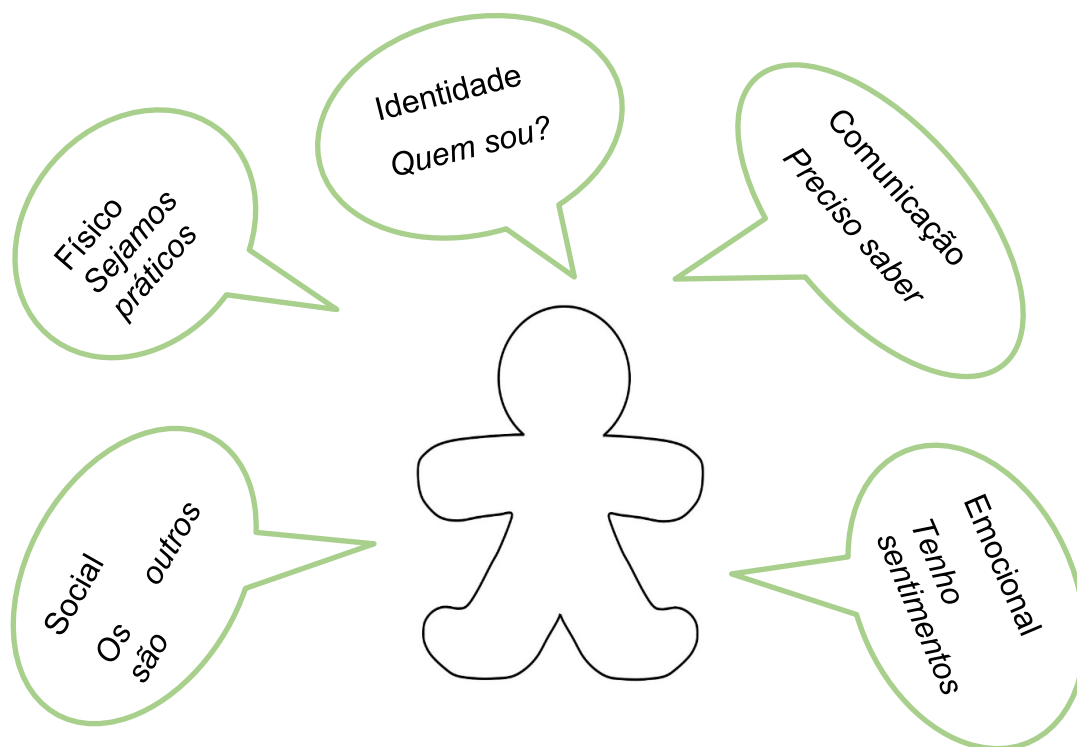 Identidade
Quem sou?
Comunicação
Preciso saber
Físico
Sejamos
práticos
Social
Os outros
são
Emocional
Tenho
sentimentos